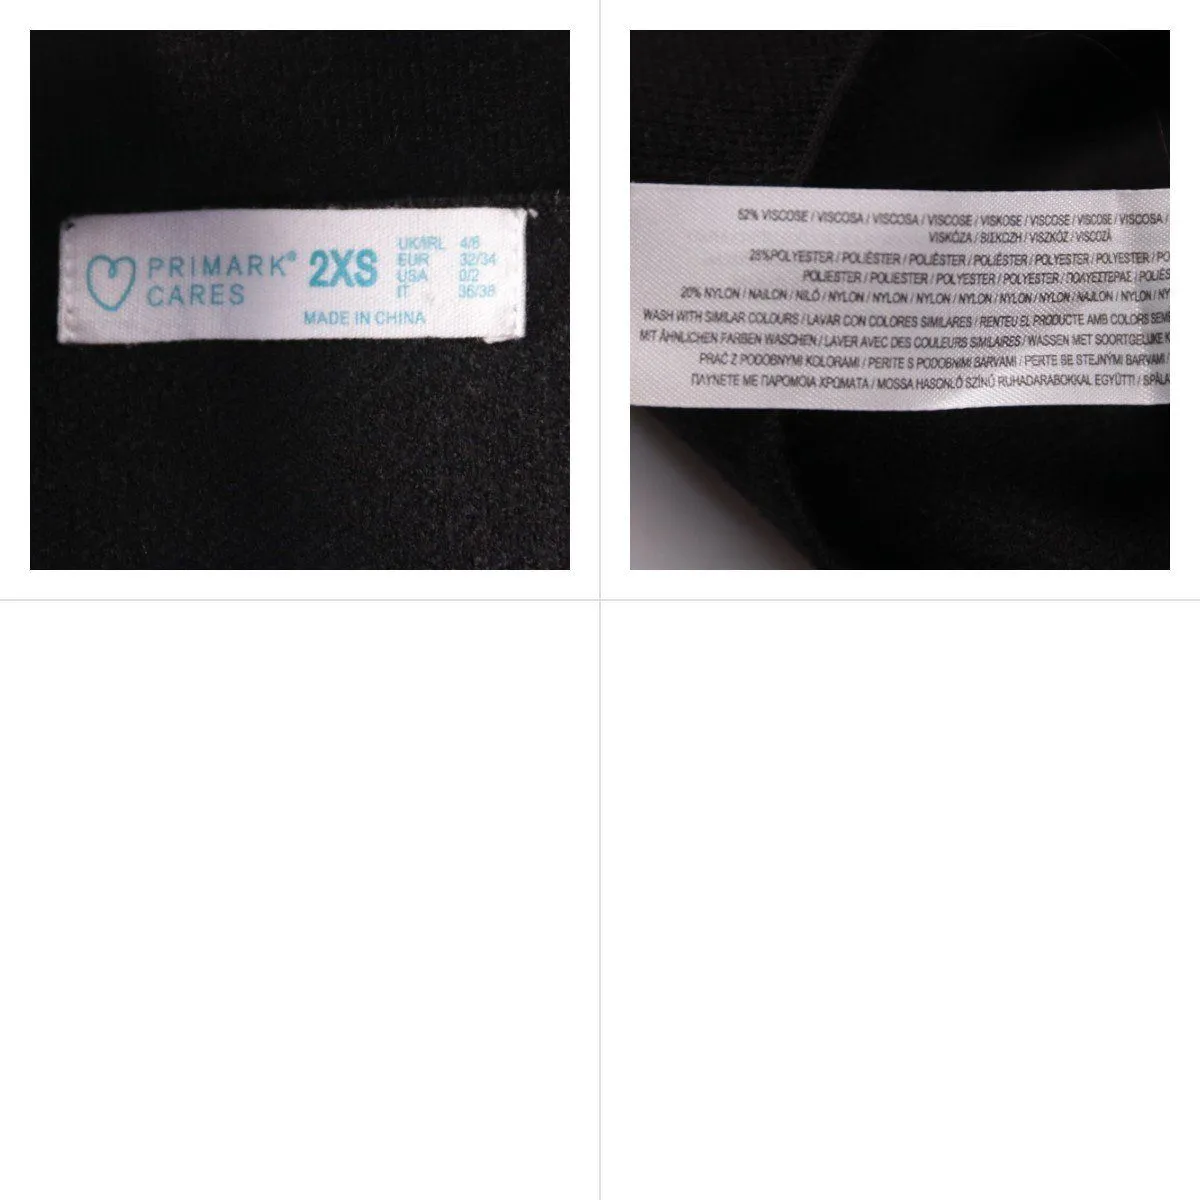 PRIMARK®
CARES
2XS
UK/IRL 4/6
EUR 32/34
USA 0/2
IT 36/38
MADE IN CHINA
52% VISCOSE / VISCOSA / VISCOSA / VISCOSE / VISKOSE / VISCOSE / VISCOSE / VISCOSA /
VISKÓZA / ΒΙΣΚΟΖΗ / VISZKÓZ / VISCOZĂ
28%POLYESTER / POLIÉSTER / POLIÈSTER / POLYESTER / POLYESTER / POLYESTER / PO
POLIESTER / POLYESTER / POLYESTER / ΠΟΛΥΕΣΤΕΡΑΣ / POLIÉS
20% NYLON / NAILON / NILÓ / NYLON / NYLON / NYLON / NYLON / NYLON / NAJLON / NYLON / NY
WASH WITH SIMILAR COLOURS / LAVAR CON COLORES SIMILARES / RENTEU EL PRODUCTE AMB COLORS SEM
MIT ÄHNLICHEN FARBEN WASCHEN / LAVER AVEC DES COULEURS SIMILAIRES / WASSEN MET SOORTGELIJKE K
PRAĆ Z PODOBNYMI KOLORAMI / PERITE S PODOBNIMI BARVAMI / PERTE SE STEJNÝMI BARVAMI /
ΠΛΥΝΕΤΕ ΜΕ ΠΑΡΟΜΟΙΑ ΧΡΩΜΑΤΑ / MOSSA HASONLÓ SZÍNŰ RUHADARABOKKAL EGYÜTT! / SPĂLA